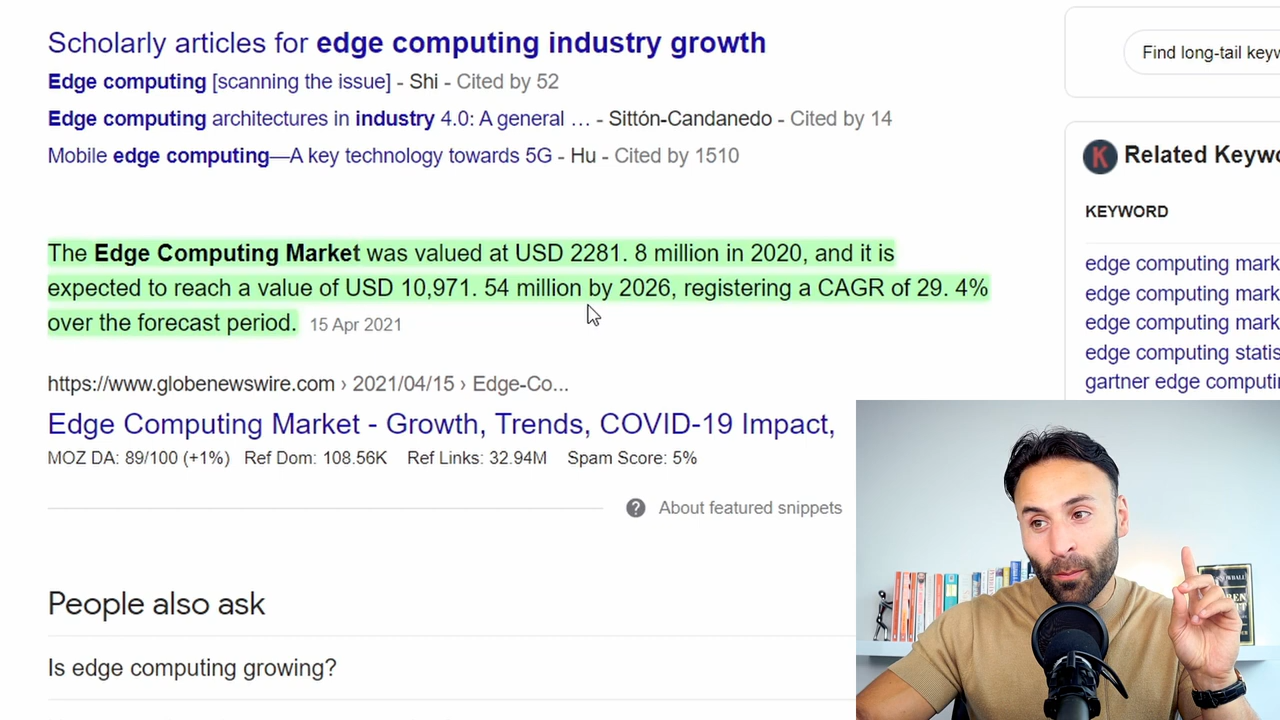 Scholarly articles for edge computing industry growth
Edge computing [scanning the issue] - Shi - Cited by 52
Edge computing architectures in industry 4.0: A general … - Sittón-Candanedo - Cited by 14
Mobile edge computing—A key technology towards 5G - Hu - Cited by 1510
The Edge Computing Market was valued at USD 2281. 8 million in 2020, and it is
expected to reach a value of USD 10,971. 54 million by 2026, registering a CAGR of 29. 4%
over the forecast period. 15 Apr 2021
https://www.globenewswire.com › 2021/04/15 › Edge-Co...
Edge Computing Market - Growth, Trends, COVID-19 Impact,
MOZ DA: 89/100 (+1%) Ref Dom: 108.56K Ref Links: 32.94M Spam Score: 5%
? About featured snippets
People also ask
Is edge computing growing?
Find long-tail keyw
K Related Keywo
KEYWORD
edge computing mark
edge computing mark
edge computing mark
edge computing statis
gartner edge computi